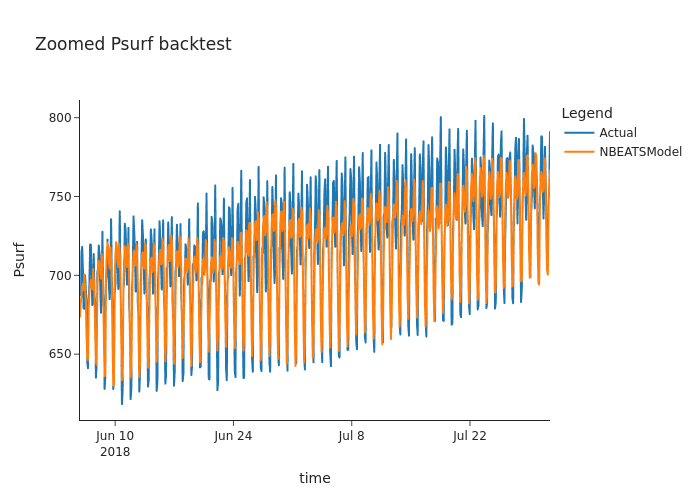 Zoomed Psurf backtest
Legend
Actual
NBEATSModel
800
750
700
650
Psurf
Jun 10
2018
Jun 24
Jul 8
Jul 22
time